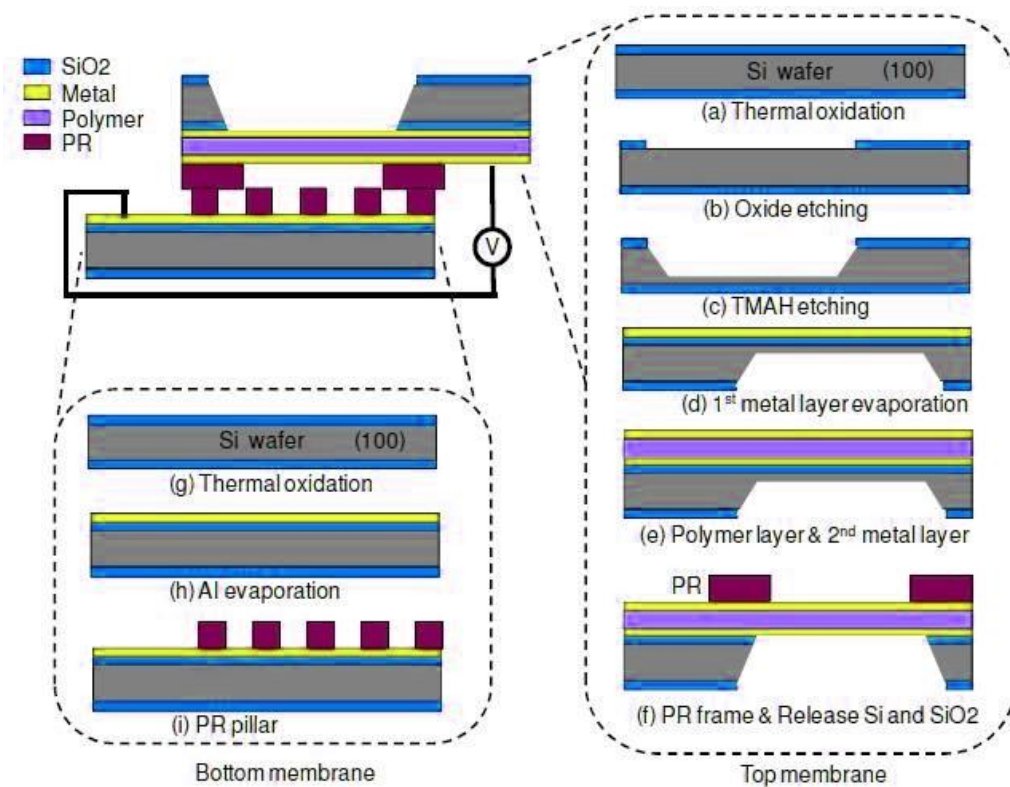 SiO2
Metal
Polymer
PR
V
Si wafer (100)
(a) Thermal oxidation
(b) Oxide etching
(c) TMAH etching
(d) 1st metal layer evaporation
(e) Polymer layer & 2nd metal layer
PR
(f) PR frame & Release Si and SiO2
Top membrane
Si wafer (100)
(g) Thermal oxidation
(h) Al evaporation
(i) PR pillar
Bottom membrane